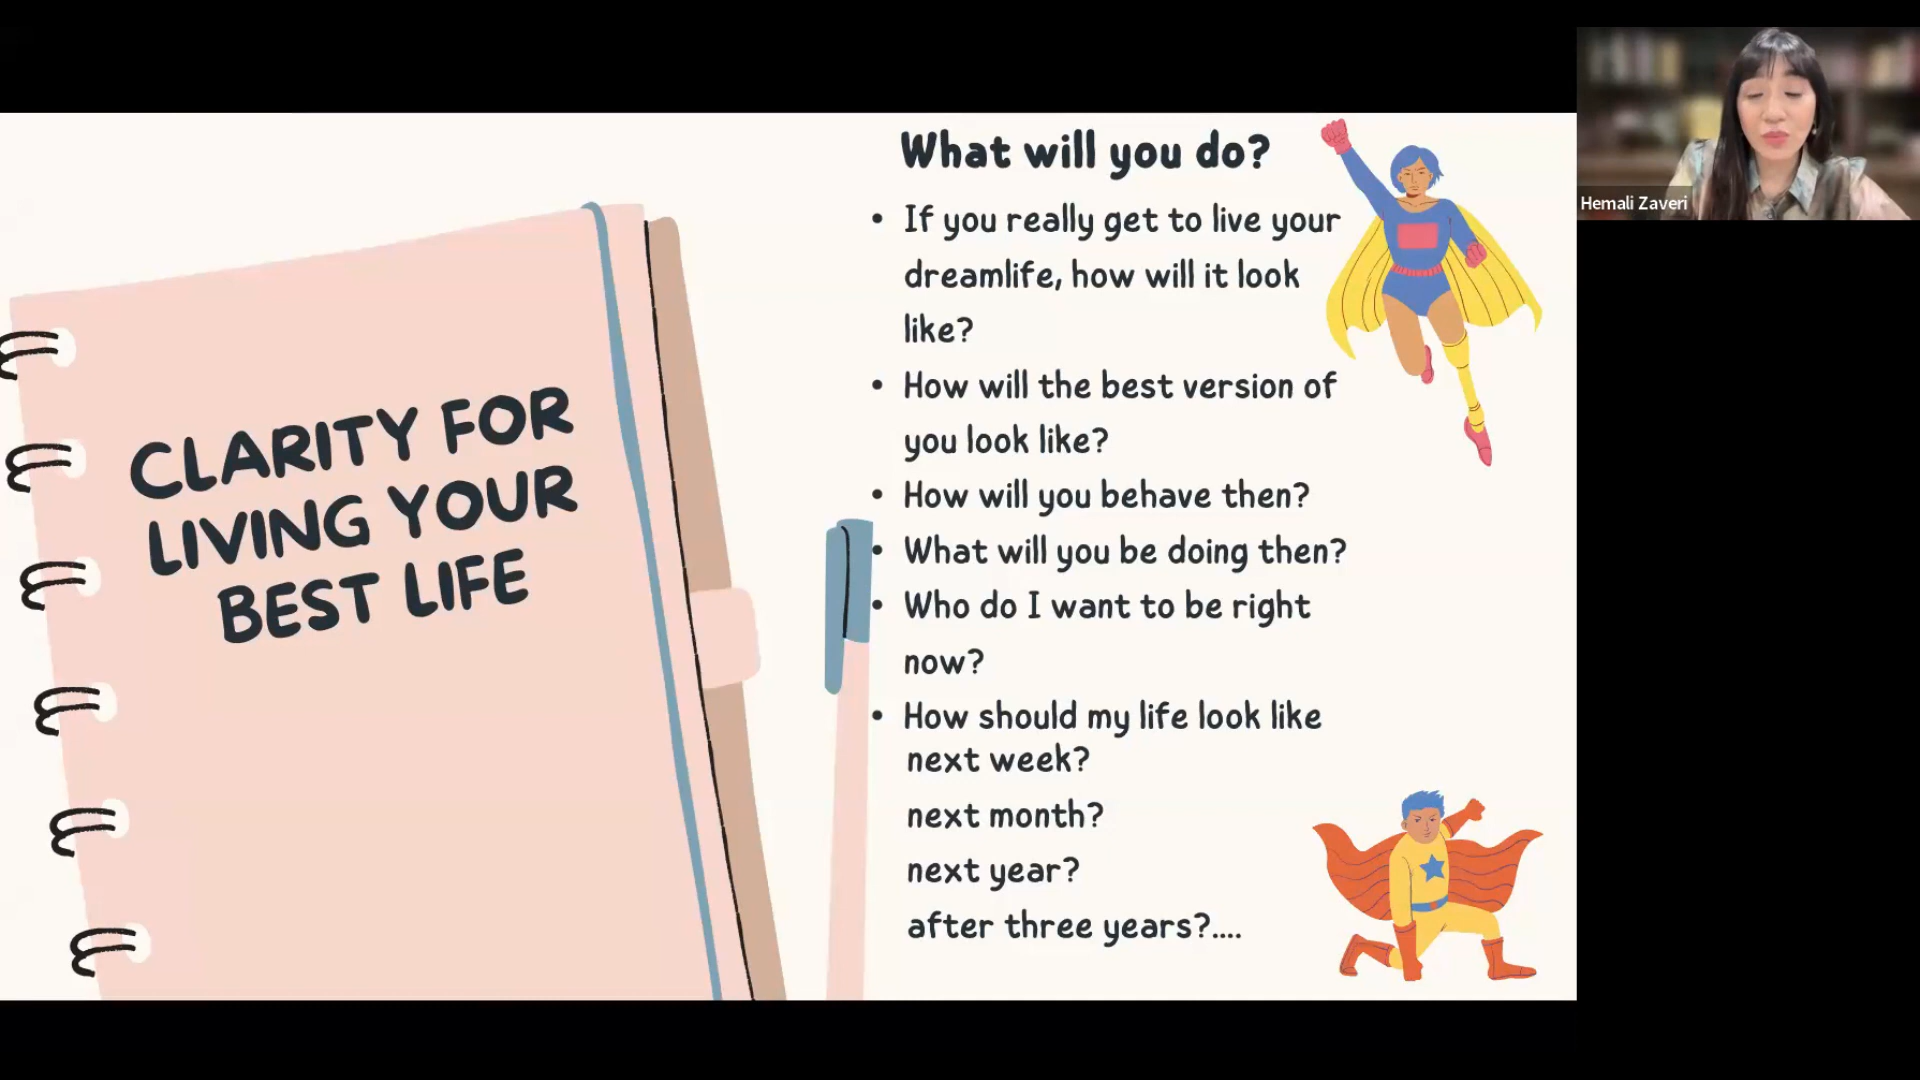 CLARITY FOR
LIVING YOUR
BEST LIFE
What will you do?
• If you really get to live your
dreamlife, how will it look
like?
• How will the best version of
you look like?
• How will you behave then?
• What will you be doing then?
• Who do I want to be right
now?
• How should my life look like
next week?
next month?
next year?
after three years?....
Hemali Zaveri